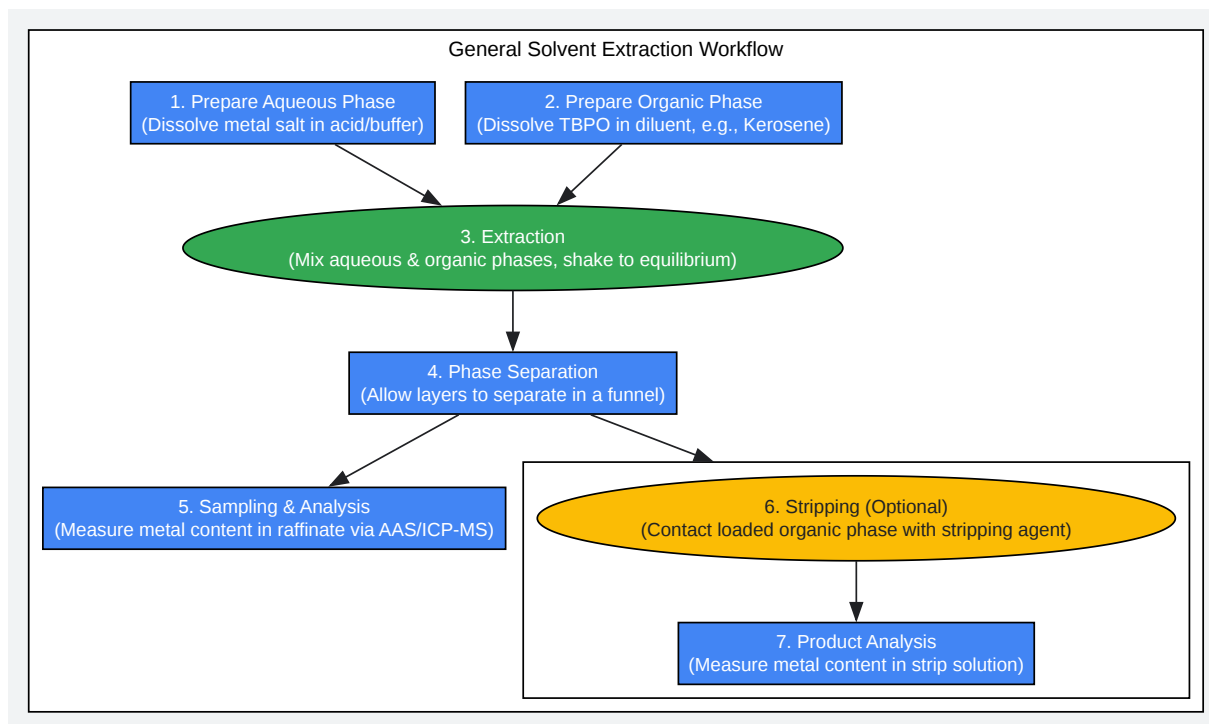 General Solvent Extraction Workflow
1. Prepare Aqueous Phase
(Dissolve metal salt in acid/buffer)
2. Prepare Organic Phase
(Dissolve TBPO in diluent, e.g., Kerosene)
3. Extraction
(Mix aqueous & organic phases, shake to equilibrium)
4. Phase Separation
(Allow layers to separate in a funnel)
5. Sampling & Analysis
(Measure metal content in raffinate via AAS/ICP-MS)
6. Stripping (Optional)
(Contact loaded organic phase with stripping agent)
7. Product Analysis
(Measure metal content in strip solution)